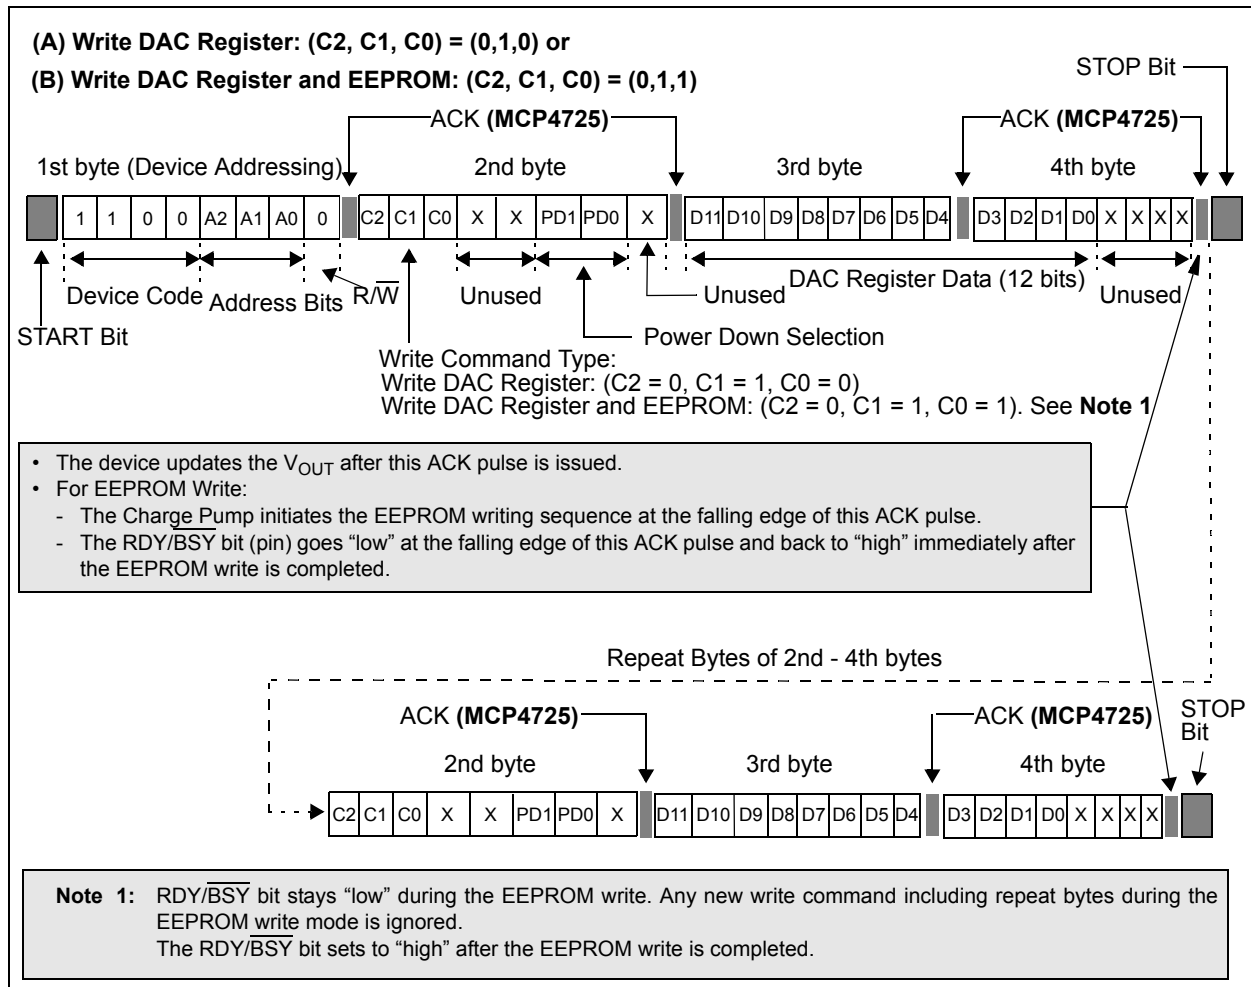 (A) Write DAC Register: (C2, C1, C0) = (0,1,0) or
(B) Write DAC Register and EEPROM: (C2, C1, C0) = (0,1,1)
STOP Bit
ACK (MCP4725)
ACK (MCP4725)
1st byte (Device Addressing)
2nd byte
3rd byte
4th byte
1 1 0 0 A2 A1 A0 0 C2 C1 C0 X X PD1 PD0 X D11 D10 D9 D8 D7 D6 D5 D4 D3 D2 D1 D0 X X X X
Device Code
Address Bits
R/W̅
Unused
Unused
DAC Register Data (12 bits)
Unused
START Bit
Power Down Selection
Write Command Type:
Write DAC Register: (C2 = 0, C1 = 1, C0 = 0)
Write DAC Register and EEPROM: (C2 = 0, C1 = 1, C0 = 1). See Note 1
• The device updates the VOUT after this ACK pulse is issued.
• For EEPROM Write:
- The Charge Pump initiates the EEPROM writing sequence at the falling edge of this ACK pulse.
- The RDY/B̅S̅Y̅ bit (pin) goes “low” at the falling edge of this ACK pulse and back to “high” immediately after
the EEPROM write is completed.
Repeat Bytes of 2nd - 4th bytes
ACK (MCP4725)
ACK (MCP4725)
STOP
Bit
2nd byte
3rd byte
4th byte
C2 C1 C0 X X PD1 PD0 X D11 D10 D9 D8 D7 D6 D5 D4 D3 D2 D1 D0 X X X X
Note 1: RDY/B̅S̅Y̅ bit stays “low” during the EEPROM write. Any new write command including repeat bytes during the
EEPROM write mode is ignored.
The RDY/B̅S̅Y̅ bit sets to “high” after the EEPROM write is completed.